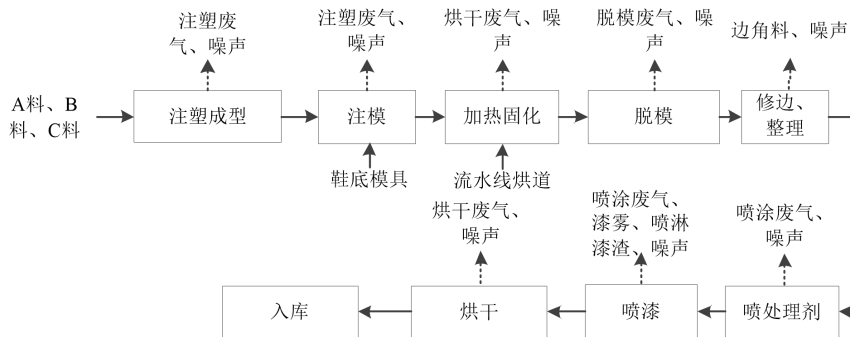 注塑废
气、噪声
注塑废气、
噪声
烘干废气、噪
声
脱模废气、噪
声
边角料、噪声
A料、B
料、C料
注塑成型
注模
加热固化
脱模
修边、
整理
鞋底模具
流水线烘道
烘干废气、
噪声
喷涂废气、
漆雾、喷淋
漆渣、噪声
喷涂废气、
噪声
入库
烘干
喷漆
喷处理剂